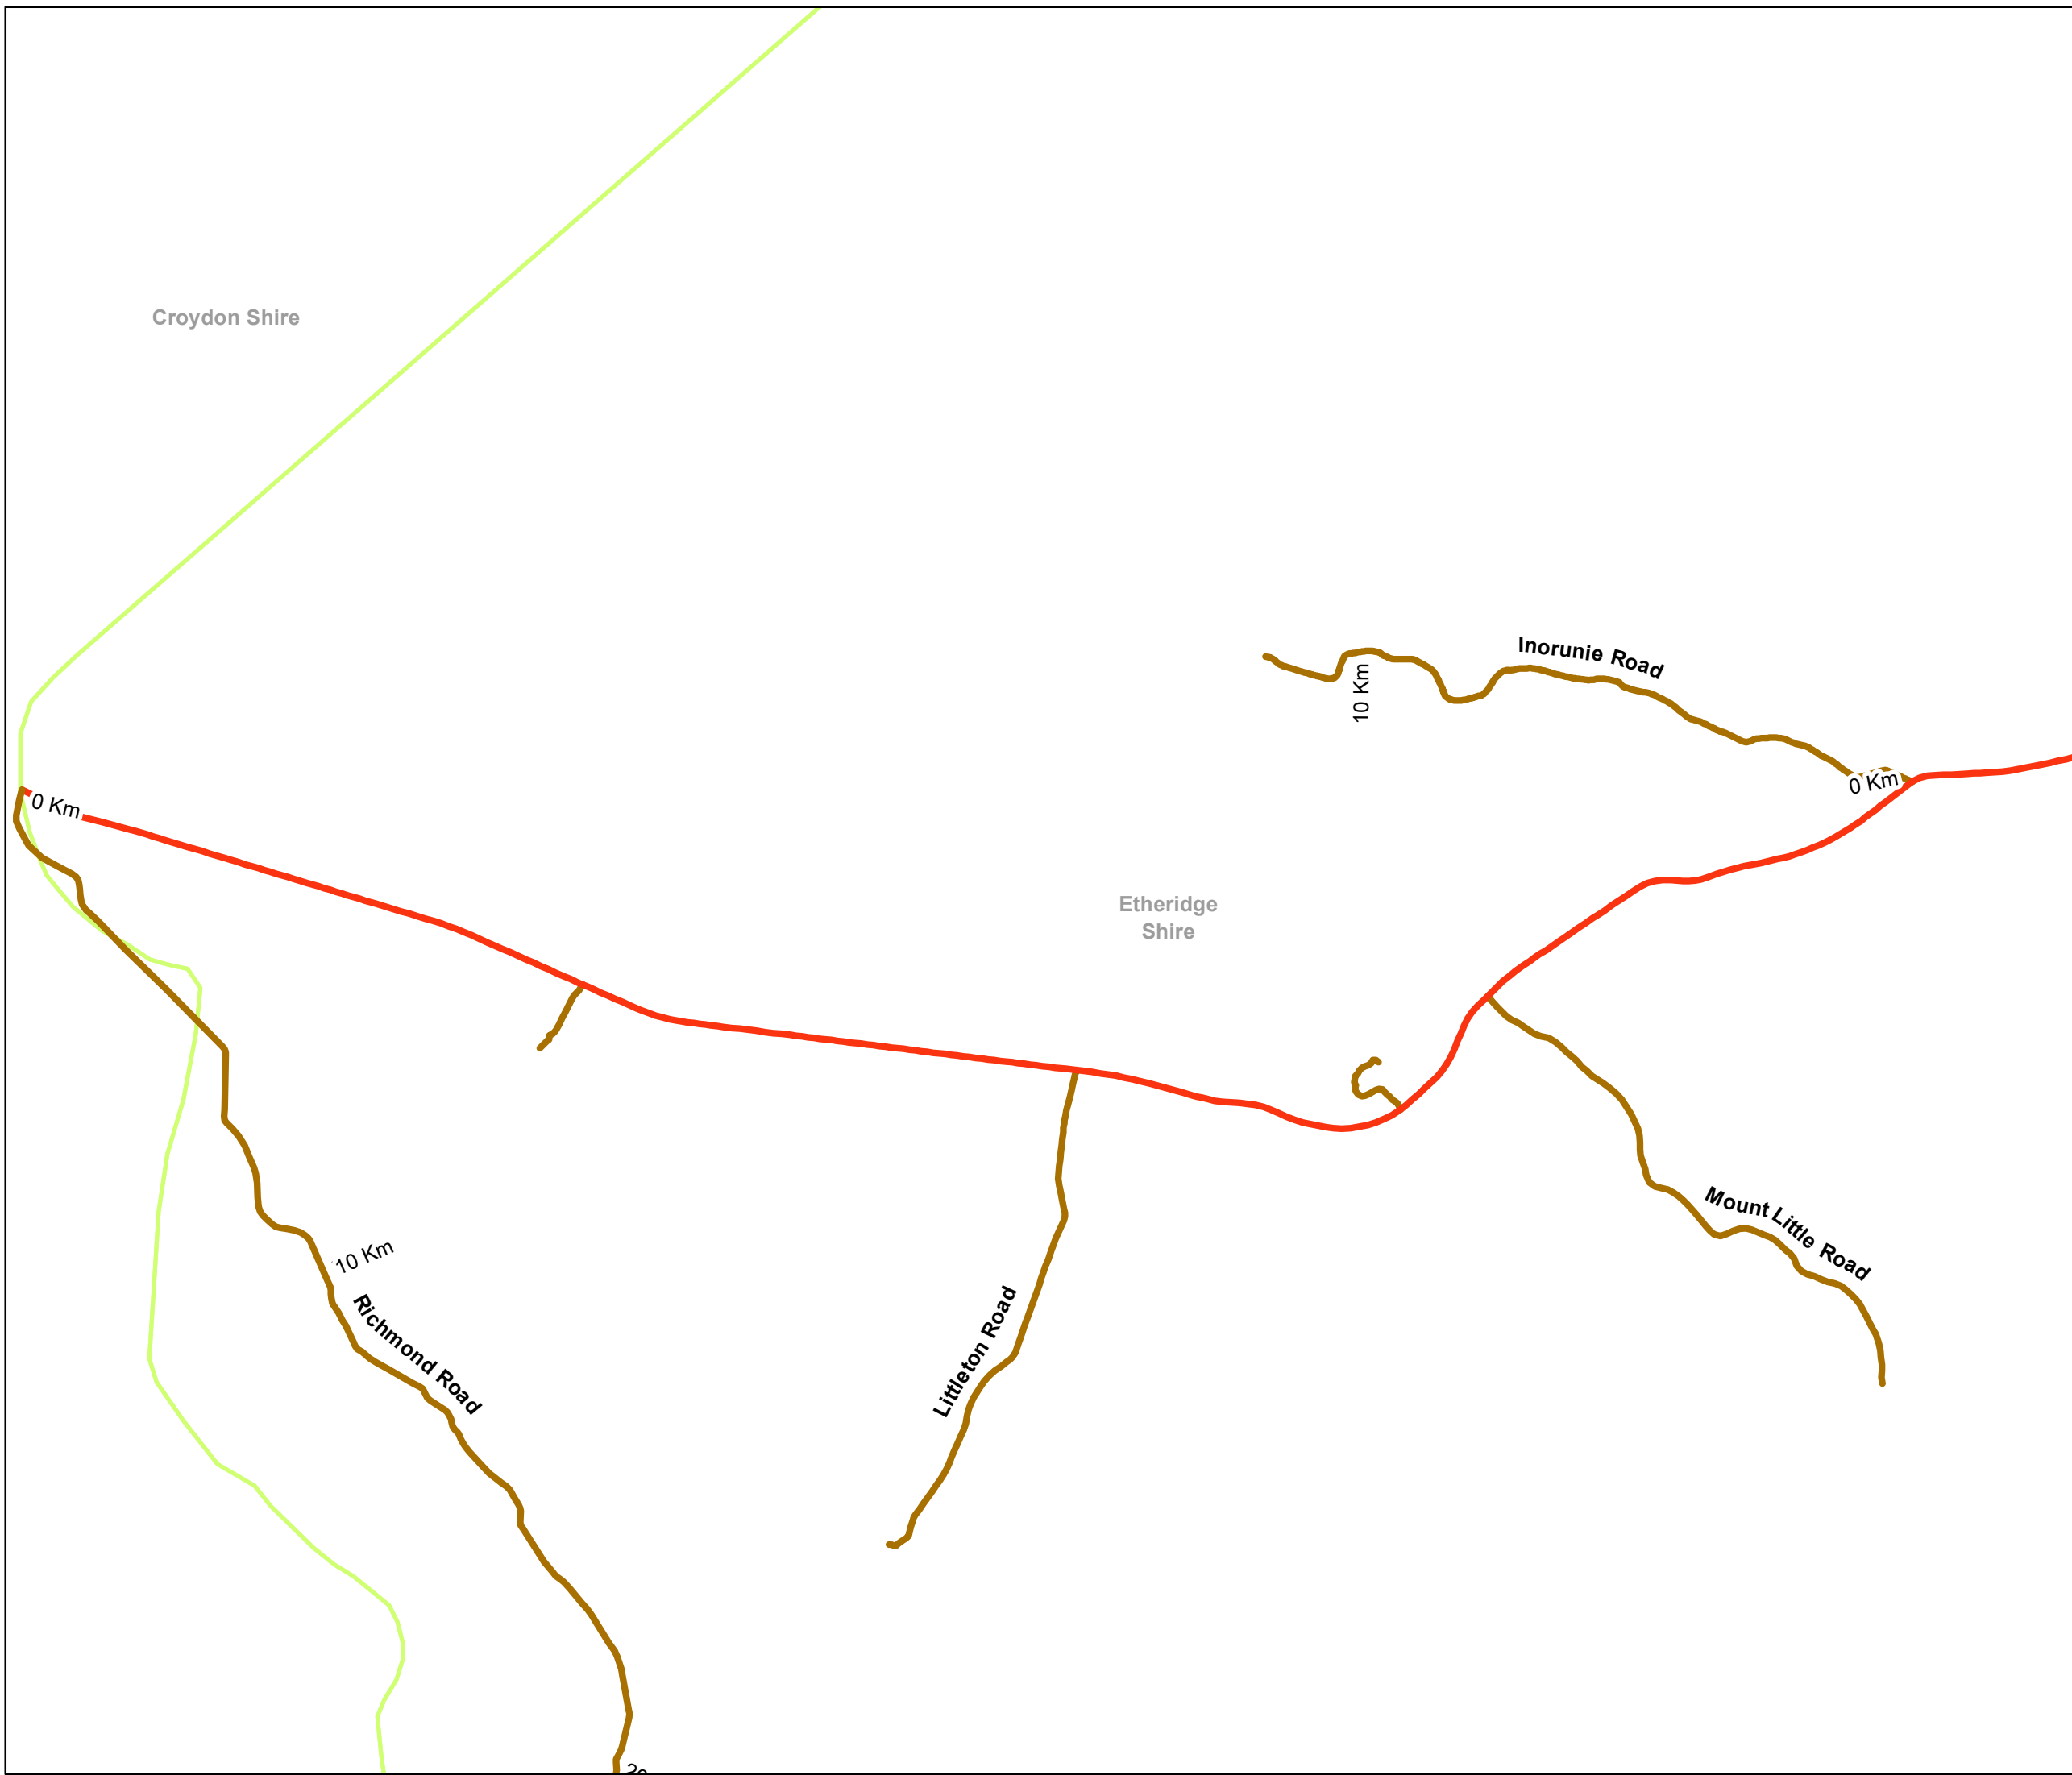 Croydon Shire
Inorunie Road
10 Km
0 Km
0 Km
Etheridge
Shire
Mount Little Road
10 Km
Richmond Road
Littleton Road